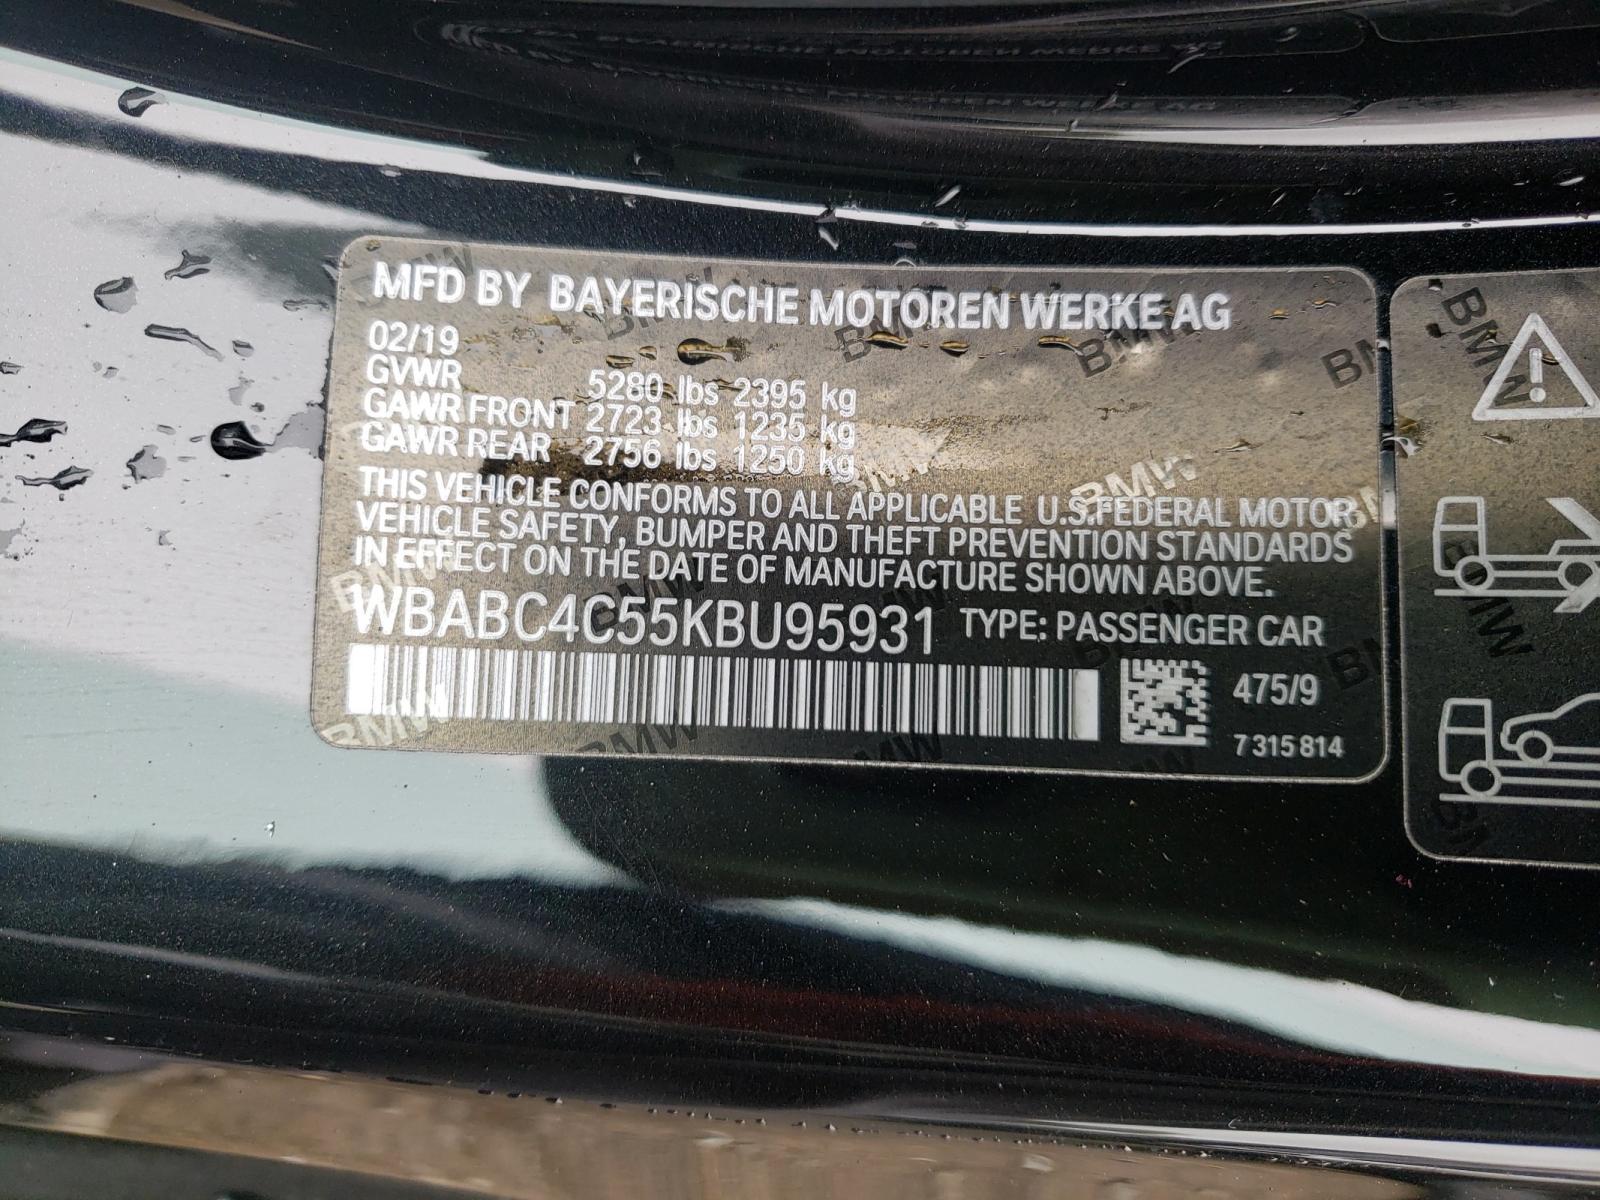 MFD BY BAYERISCHE MOTOREN WERKE AG
02/19
GVWR 5280 lbs 2395 kg
GAWR FRONT 2723 lbs 1235 kg
GAWR REAR 2756 lbs 1250 kg
THIS VEHICLE CONFORMS TO ALL APPLICABLE U.S.FEDERAL MOTOR
VEHICLE SAFETY, BUMPER AND THEFT PREVENTION STANDARDS
IN EFFECT ON THE DATE OF MANUFACTURE SHOWN ABOVE.
WBABC4C55KBU95931 TYPE: PASSENGER CAR
475/9
7 315 814